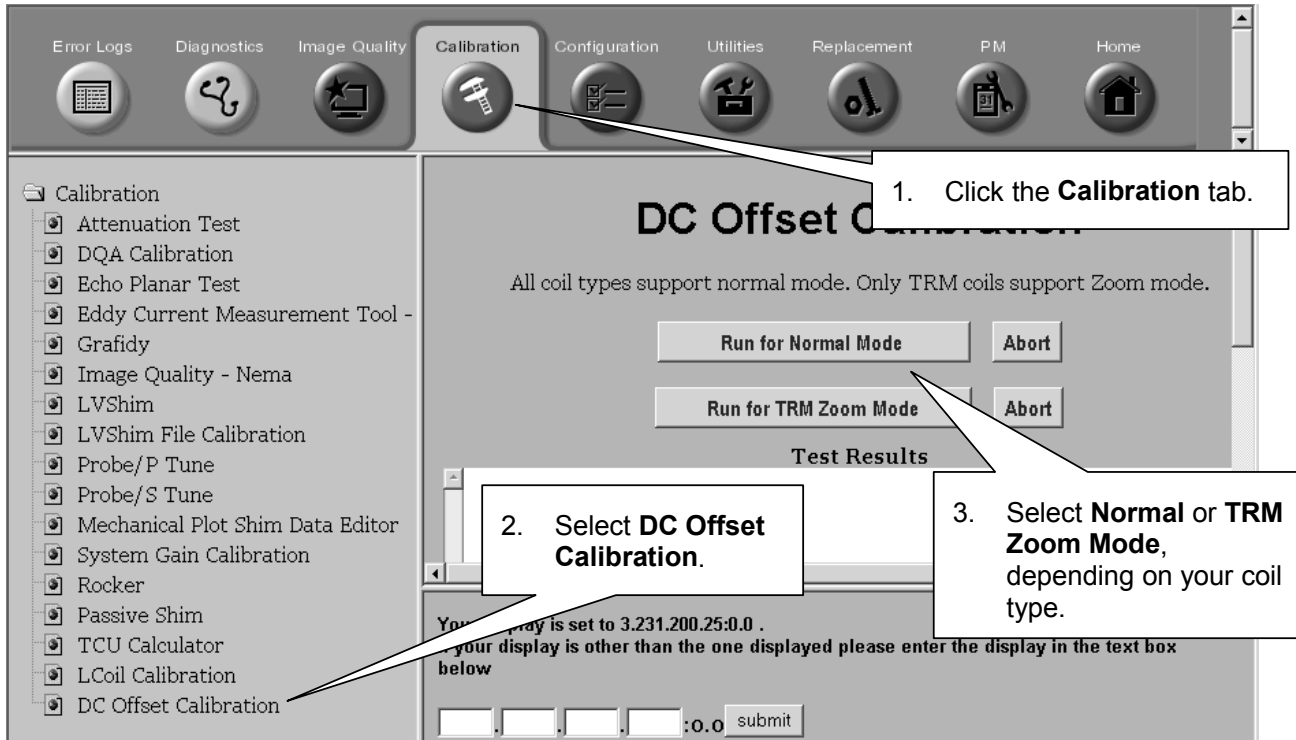 Error Logs
Diagnostics
Image Quality
Calibration
Configuration
Utilities
Replacement
PM
Home
31
1. Click the Calibration tab.
Calibration
Attenuation Test
DQA Calibration
Echo Planar Test
Eddy Current Measurement Tool -
Grafidy
Image Quality - Nema
LVShim
LVShim File Calibration
Probe/P Tune
Probe/S Tune
Mechanical Plot Shim Data Editor
System Gain Calibration
Rocker
Passive Shim
TCU Calculator
LCoil Calibration
DC Offset Calibration
2. Select DC Offset
Calibration.
DC Offset
All coil types support normal mode. Only TRM coils support Zoom mode.
Run for Normal Mode
Abort
Run for TRM Zoom Mode
Abort
Test Results
3. Select Normal or TRM
Zoom Mode,
depending on your coil
type.
display is set to 3.231.200.25:0.0 .
your display is other than the one displayed please enter the display in the text box
below
. . . :o.o submit